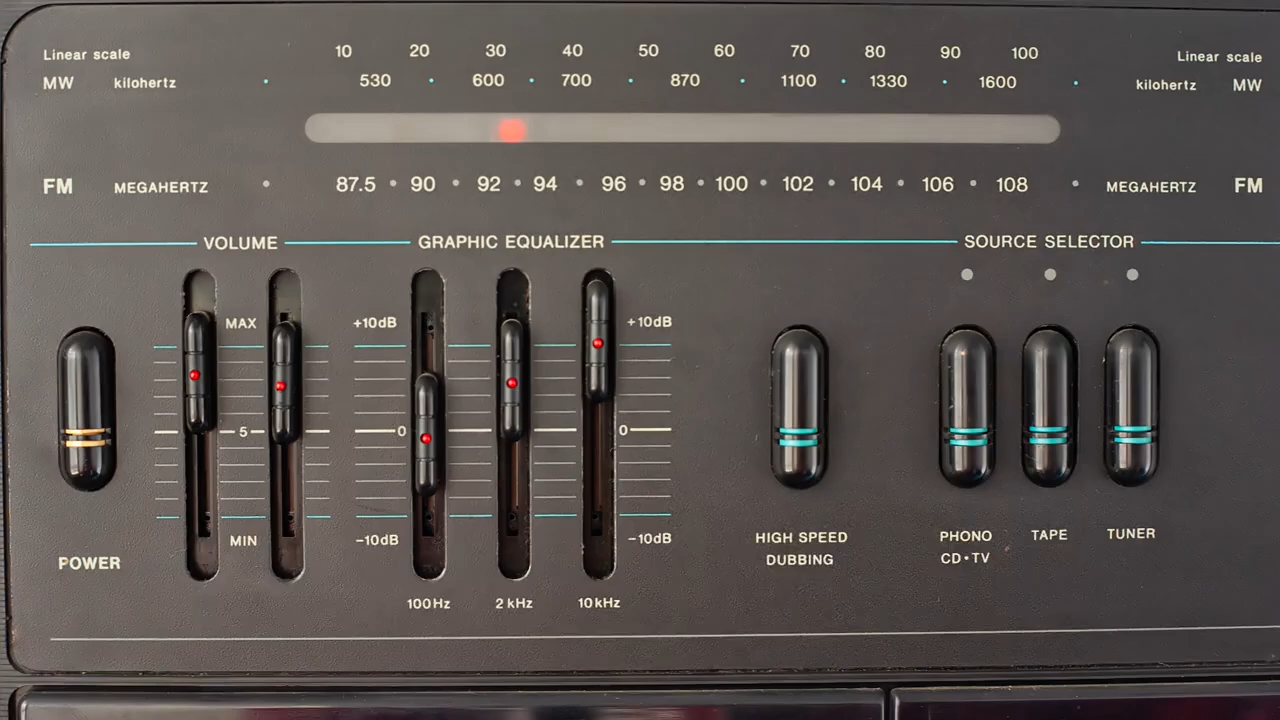 Linear scale 10 20 30 40 50 60 70 80 90 100 Linear scale
MW kilohertz 530 600 700 870 1100 1330 1600 kilohertz MW
FM MEGAHERTZ 87.5 90 92 94 96 98 100 102 104 106 108 MEGAHERTZ FM
VOLUME GRAPHIC EQUALIZER SOURCE SELECTOR
MAX +10dB +10dB
5 0 0
MIN -10dB -10dB
POWER
100Hz 2kHz 10kHz
HIGH SPEED
DUBBING
PHONO
CD•TV
TAPE
TUNER